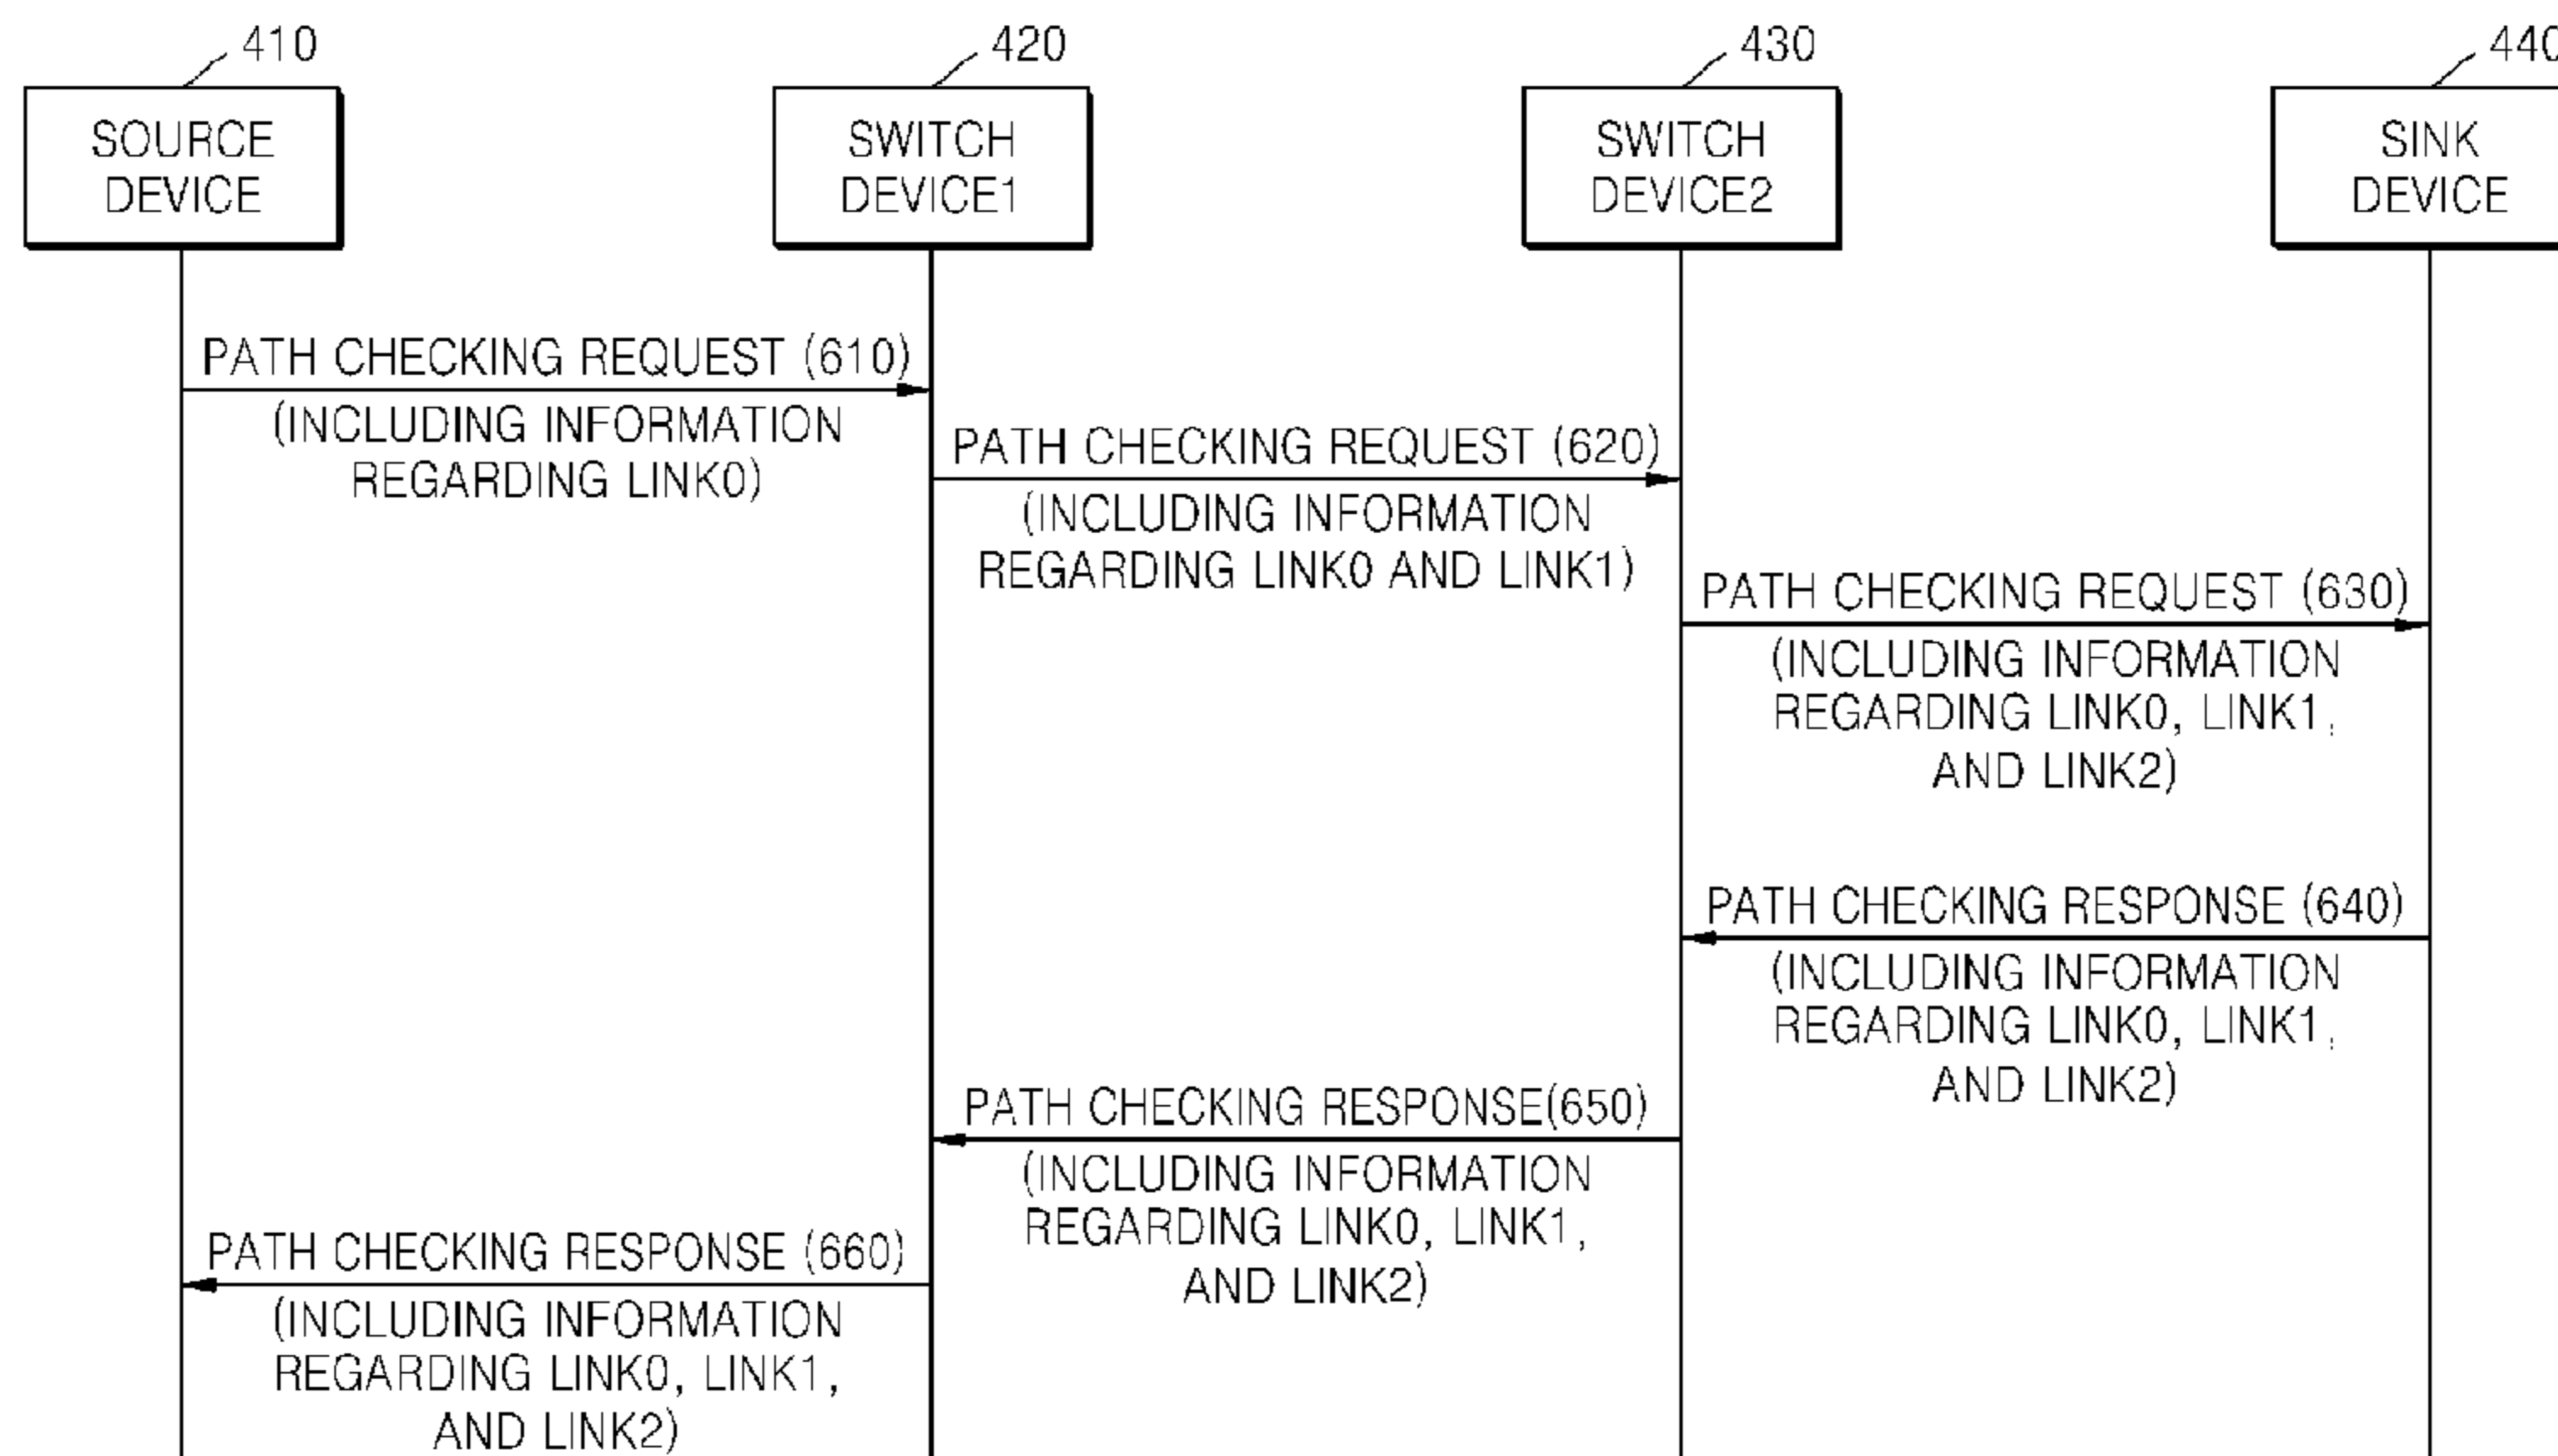 410
420
430
440
SOURCE
DEVICE
SWITCH
DEVICE1
SWITCH
DEVICE2
SINK
DEVICE
PATH CHECKING REQUEST (610)
(INCLUDING INFORMATION
REGARDING LINK0)
PATH CHECKING REQUEST (620)
(INCLUDING INFORMATION
REGARDING LINK0 AND LINK1)
PATH CHECKING REQUEST (630)
(INCLUDING INFORMATION
REGARDING LINK0, LINK1,
AND LINK2)
PATH CHECKING RESPONSE (640)
(INCLUDING INFORMATION
REGARDING LINK0, LINK1,
AND LINK2)
PATH CHECKING RESPONSE(650)
(INCLUDING INFORMATION
REGARDING LINK0, LINK1,
AND LINK2)
PATH CHECKING RESPONSE (660)
(INCLUDING INFORMATION
REGARDING LINK0, LINK1,
AND LINK2)